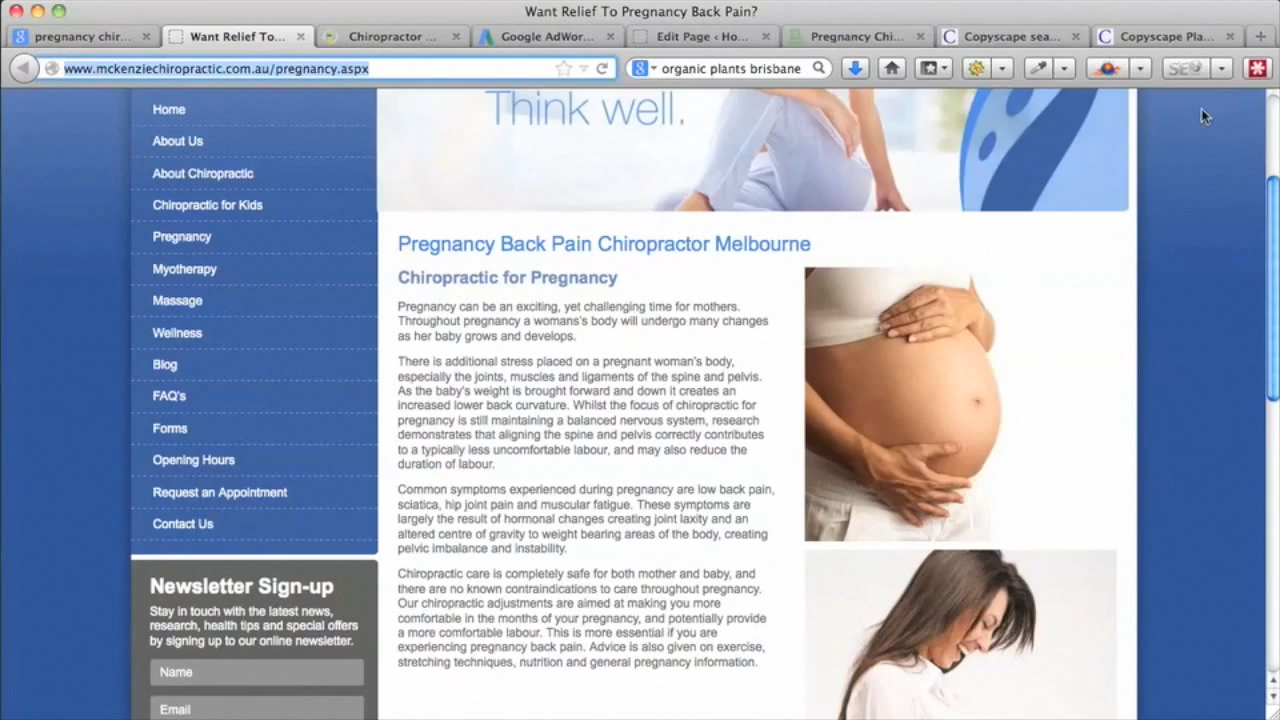 Want Relief To Pregnancy Back Pain?
pregnancy chir...
Want Relief To...
Chiropractor ...
Google AdWor...
Edit Page ‹ Ho...
Pregnancy Chi...
Copyscape sea...
Copyscape Pla...
www.mckenziechiropractic.com.au/pregnancy.aspx
organic plants brisbane
SEO
Home
About Us
About Chiropractic
Chiropractic for Kids
Pregnancy
Myotherapy
Massage
Wellness
Blog
FAQ's
Forms
Opening Hours
Request an Appointment
Contact Us
Newsletter Sign-up
Stay in touch with the latest news,
research, health tips and special offers
by signing up to our online newsletter.
Name
Email
Think well.
Pregnancy Back Pain Chiropractor Melbourne
Chiropractic for Pregnancy
Pregnancy can be an exciting, yet challenging time for mothers.
Throughout pregnancy a womans's body will undergo many changes
as her baby grows and develops.
There is additional stress placed on a pregnant woman's body,
especially the joints, muscles and ligaments of the spine and pelvis.
As the baby's weight is brought forward and down it creates an
increased lower back curvature. Whilst the focus of chiropractic for
pregnancy is still maintaining a balanced nervous system, research
demonstrates that aligning the spine and pelvis correctly contributes
to a typically less uncomfortable labour, and may also reduce the
duration of labour.
Common symptoms experienced during pregnancy are low back pain,
sciatica, hip joint pain and muscular fatigue. These symptoms are
largely the result of hormonal changes creating joint laxity and an
altered centre of gravity to weight bearing areas of the body, creating
pelvic imbalance and instability.
Chiropractic care is completely safe for both mother and baby, and
there are no known contraindications to care throughout pregnancy.
Our chiropractic adjustments are aimed at making you more
comfortable in the months of your pregnancy, and potentially provide
a more comfortable labour. This is more essential if you are
experiencing pregnancy back pain. Advice is also given on exercise,
stretching techniques, nutrition and general pregnancy information.